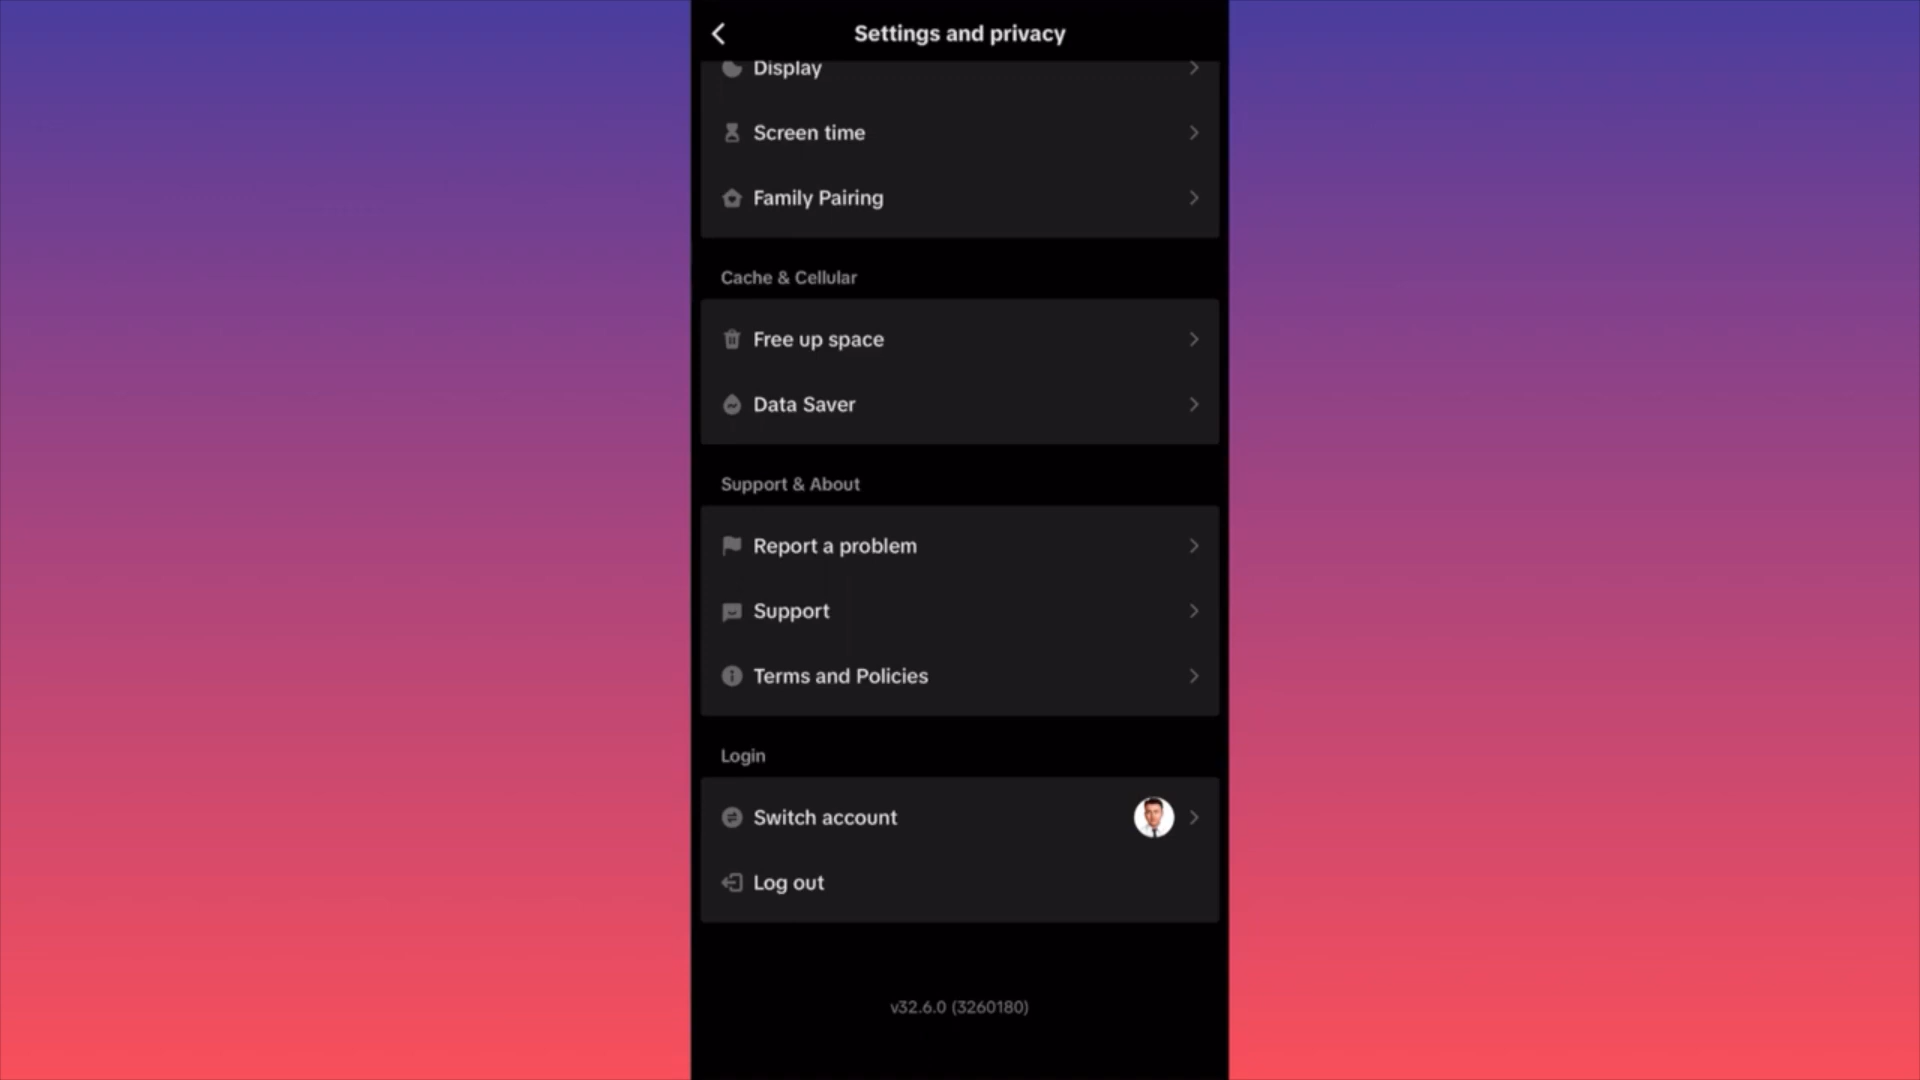 Settings and privacy
Display
Screen time
Family Pairing
Cache & Cellular
Free up space
Data Saver
Support & About
Report a problem
Support
Terms and Policies
Login
Switch account
Log out
v32.6.0 (3260180)